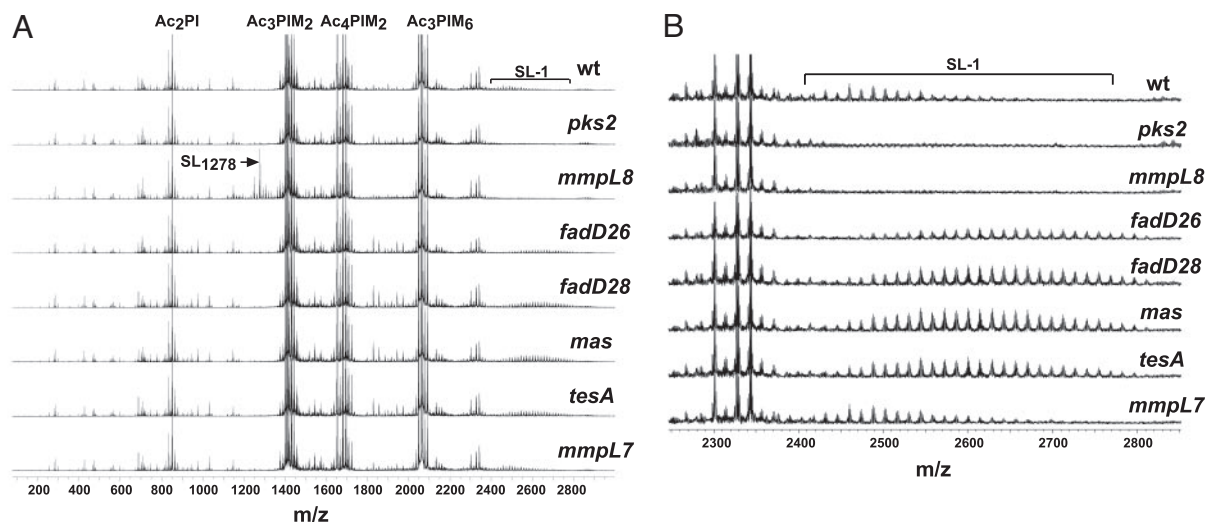 A
Ac2PI Ac3PIM2 Ac4PIM2 Ac3PIM6
SL-1
wt
pks2
SL1278
mmpL8
fadD26
fadD28
mas
tesA
mmpL7
200 400 600 800 1000 1200 1400 1600 1800 2000 2200 2400 2600 2800
m/z
B
SL-1
wt
pks2
mmpL8
fadD26
fadD28
mas
tesA
mmpL7
2300 2400 2500 2600 2700 2800
m/z